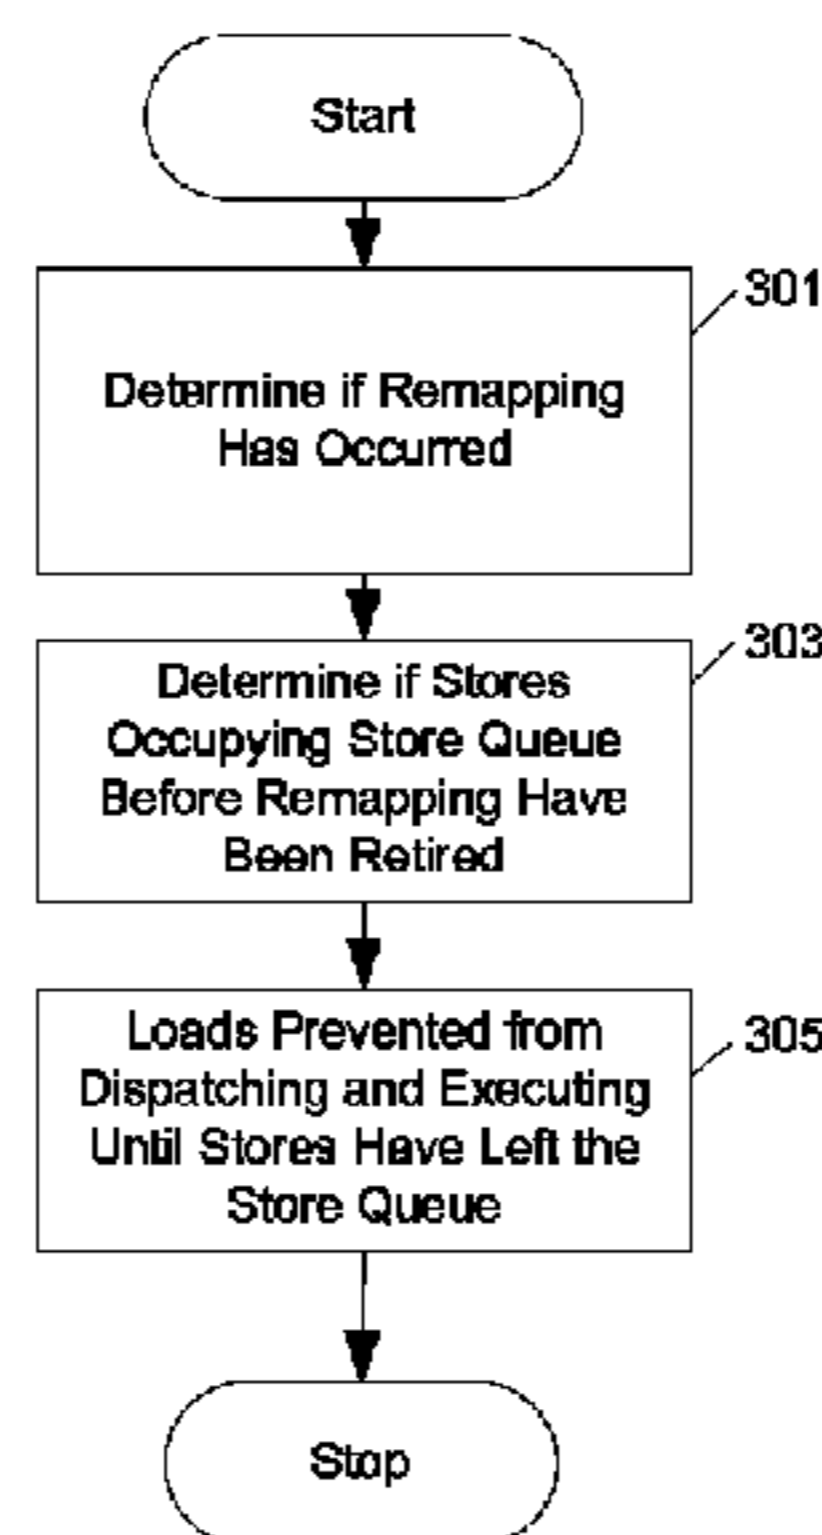 Start
301
Determine if Remapping
Has Occurred
303
Determine if Stores
Occupying Store Queue
Before Remapping Have
Been Retired
305
Loads Prevented from
Dispatching and Executing
Until Stores Have Left the
Store Queue
Stop